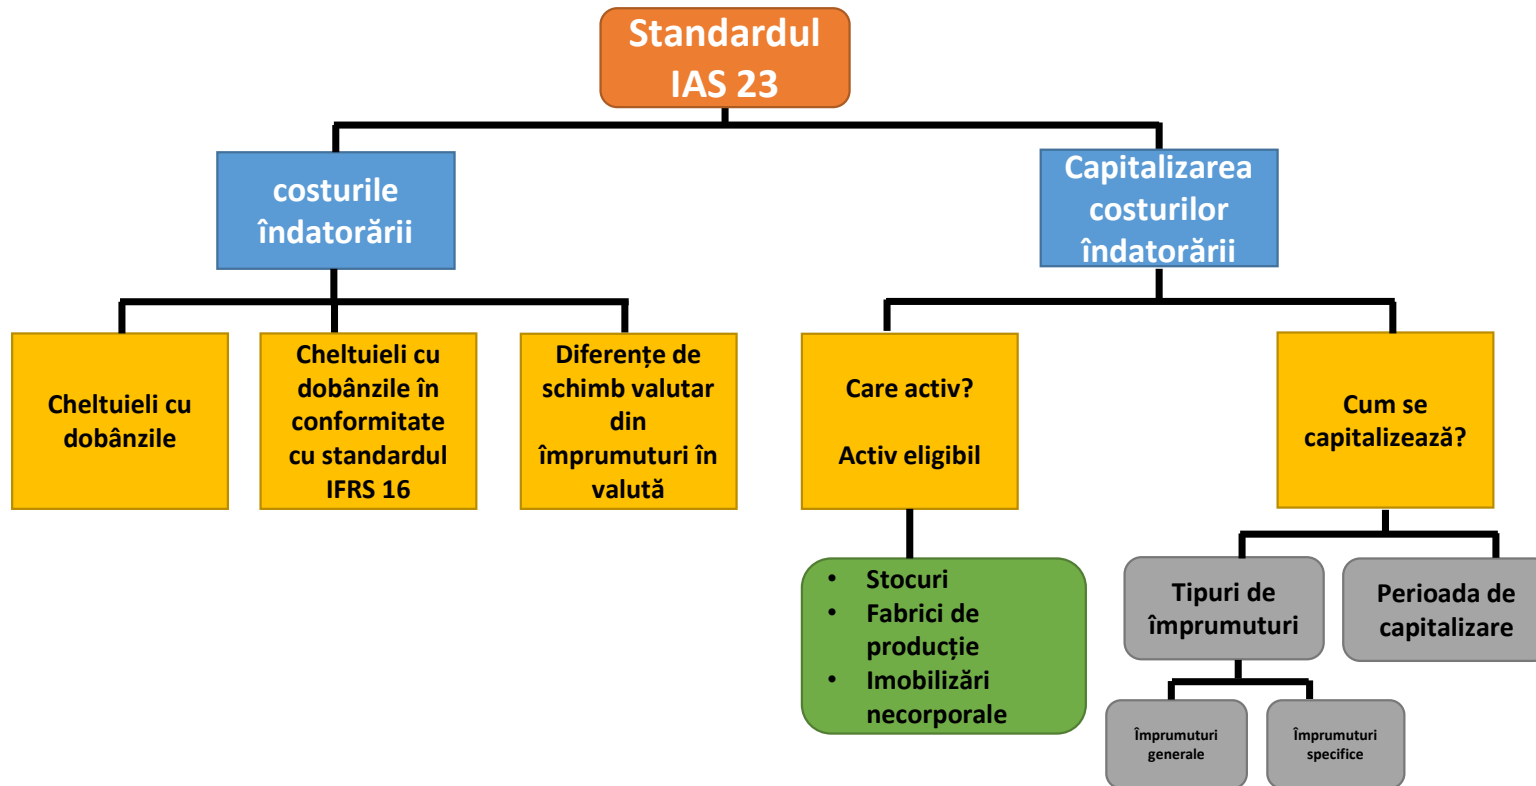 Standardul
IAS 23
costurile
îndatorării
Capitalizarea
costurilor
îndatorării
Cheltuieli cu
dobânzile
Cheltuieli cu
dobânzile în
conformitate
cu standardul
IFRS 16
Diferențe de
schimb valutar
din
împrumuturi în
valută
Care activ?
Activ eligibil
Cum se
capitalizează?
• Stocuri
• Fabrici de
producție
• Imobilizări
necorporale
Tipuri de
împrumuturi
Perioada de
capitalizare
Împrumuturi
generale
Împrumuturi
specifice